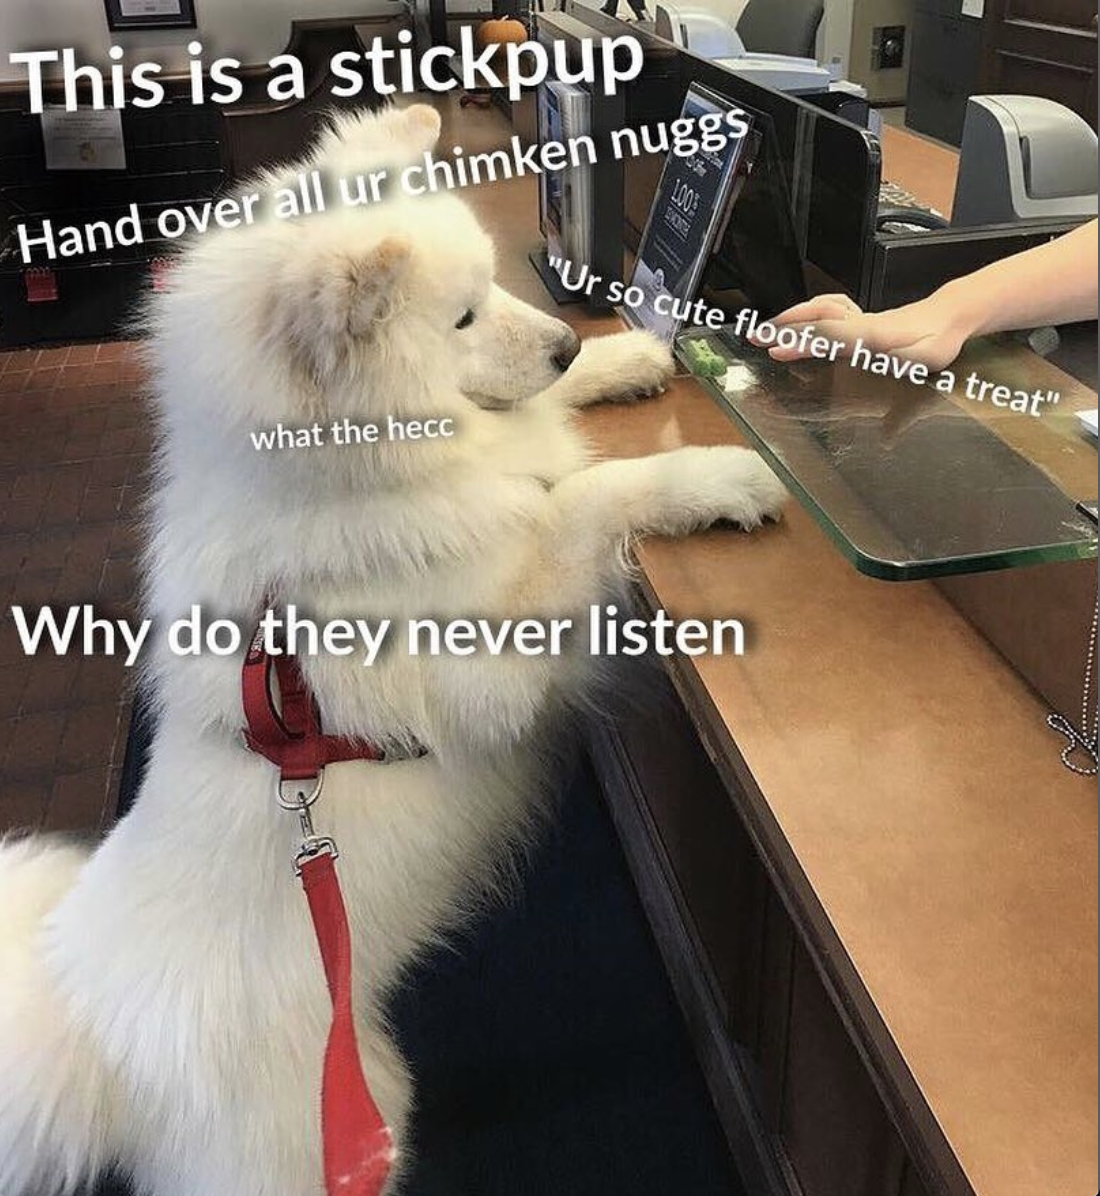 This is a stickpup
Hand over all ur chimken nuggs
"Ur so cute floofer have a treat"
what the hecc
Why do they never listen
100%